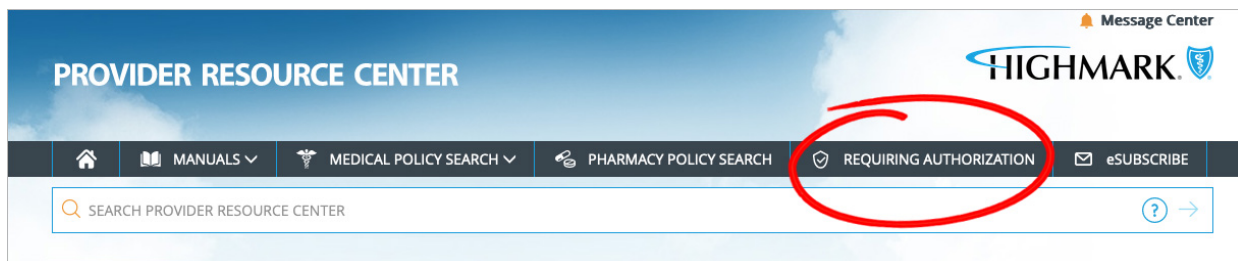 Message Center
PROVIDER RESOURCE CENTER
HIGHMARK.
MANUALS MEDICAL POLICY SEARCH PHARMACY POLICY SEARCH REQUIRING AUTHORIZATION eSUBSCRIBE
SEARCH PROVIDER RESOURCE CENTER ?